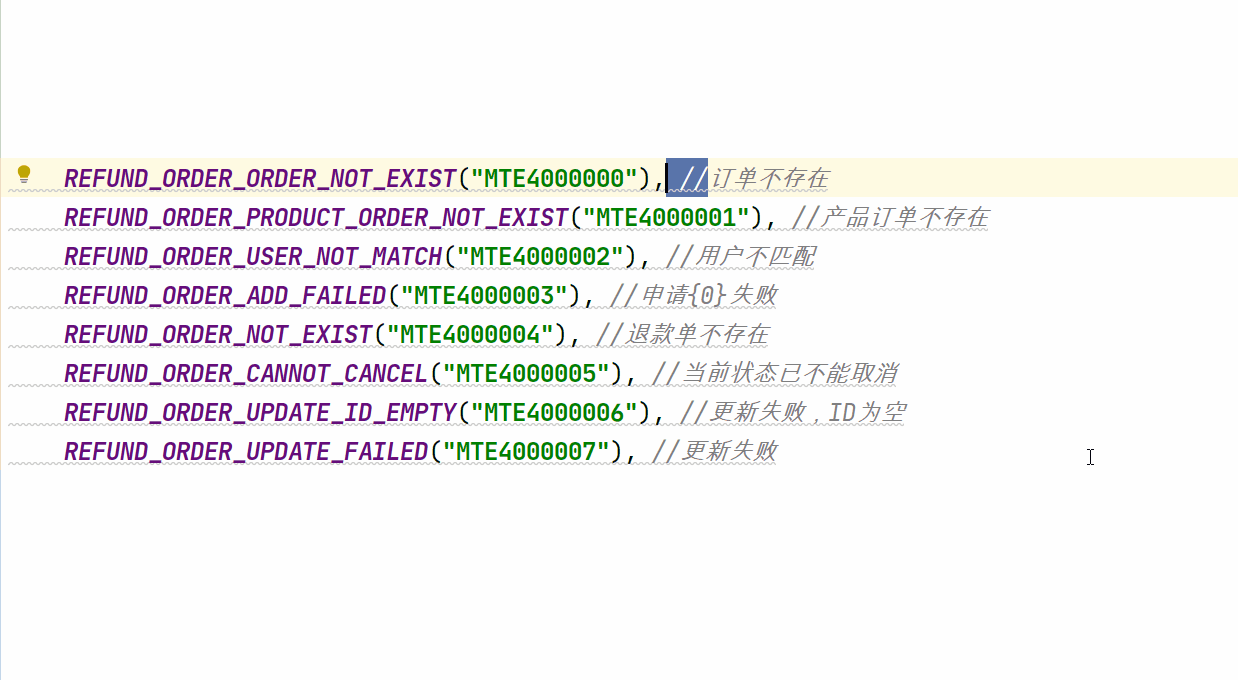 REFUND_ORDER_ORDER_NOT_EXIST("MTE4000000"), //订单不存在
REFUND_ORDER_PRODUCT_ORDER_NOT_EXIST("MTE4000001"), //产品订单不存在
REFUND_ORDER_USER_NOT_MATCH("MTE4000002"), //用户不匹配
REFUND_ORDER_ADD_FAILED("MTE4000003"), //申请{0}失败
REFUND_ORDER_NOT_EXIST("MTE4000004"), //退款单不存在
REFUND_ORDER_CANNOT_CANCEL("MTE4000005"), //当前状态已不能取消
REFUND_ORDER_UPDATE_ID_EMPTY("MTE4000006"), //更新失败，ID为空
REFUND_ORDER_UPDATE_FAILED("MTE4000007"), //更新失败